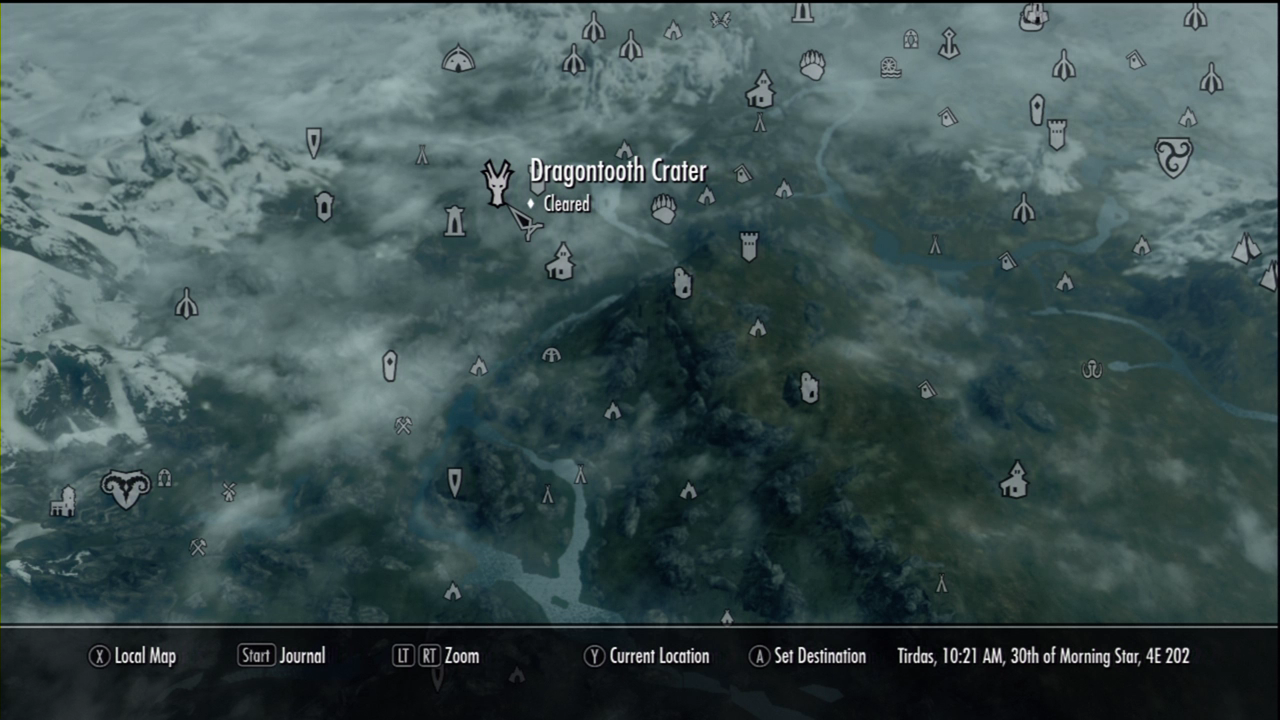 Dragontooth Crater
Cleared
X Local Map Start Journal LT RT Zoom Y Current Location A Set Destination Tirdas, 10:21 AM, 30th of Morning Star, 4E 202